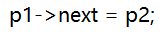 p1->next = p2;